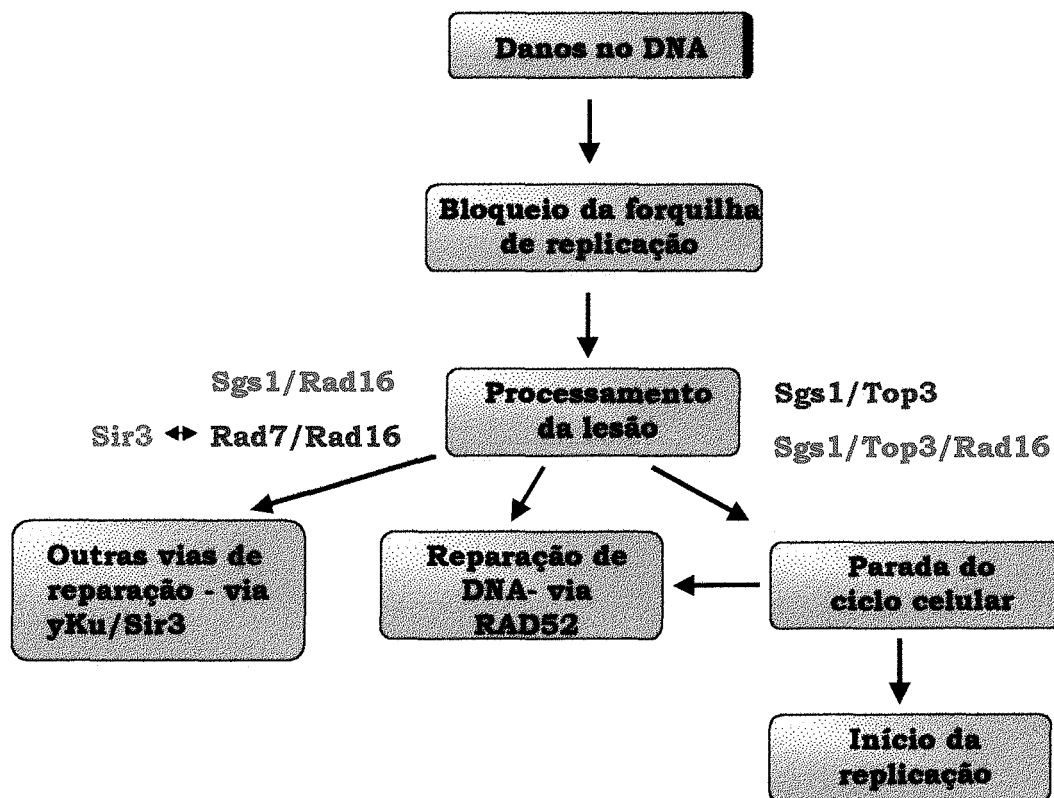 Danos no DNA
Bloqueio da forquilha
de replicação
Sgs1/Rad16
Sir3 ↔ Rad7/Rad16
Processamento
da lesão
Sgs1/Top3
Sgs1/Top3/Rad16
Outras vias de
reparação - via
yKu/Sir3
Reparação de
DNA- via
RAD52
Parada do
ciclo celular
Início da
replicação